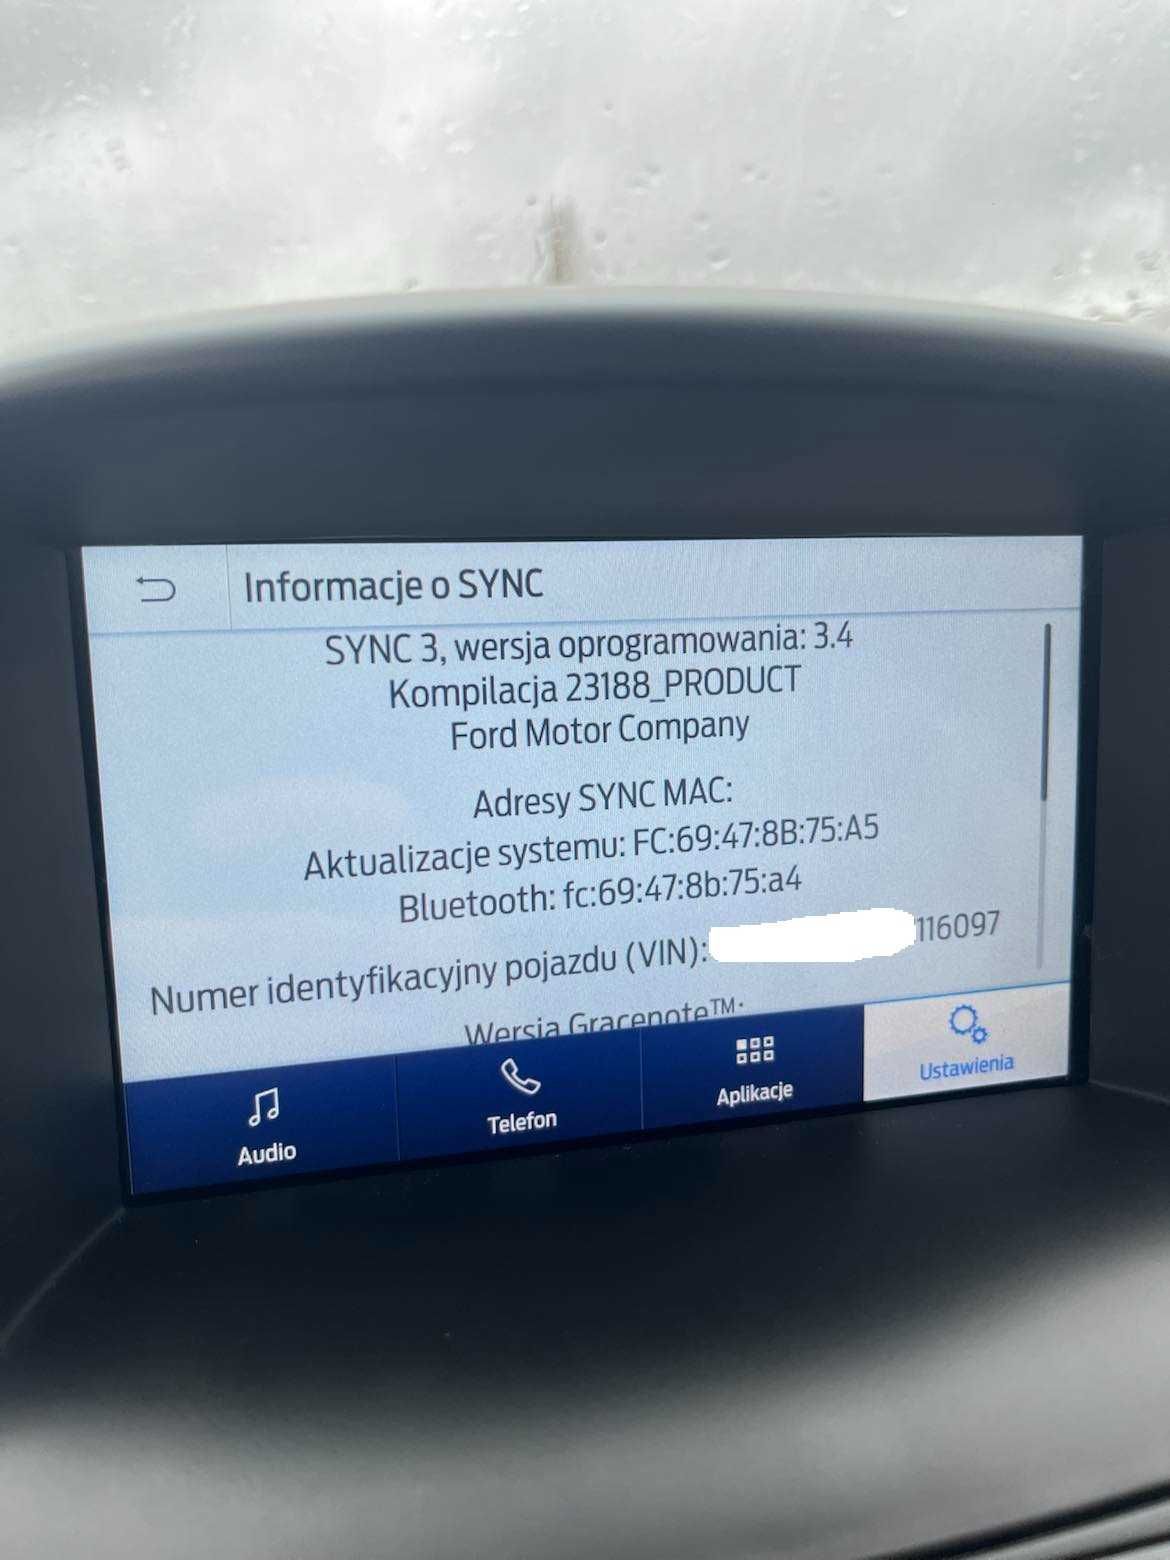 Informacje o SYNC
SYNC 3, wersja oprogramowania: 3.4
Kompilacja 23188_PRODUCT
Ford Motor Company
Adresy SYNC MAC:
Aktualizacje systemu: FC:69:47:8B:75:A5
Bluetooth: fc:69:47:8b:75:a4
Numer identyfikacyjny pojazdu (VIN): 116097
Wersja Gracenote™:
Audio
Telefon
Aplikacje
Ustawienia